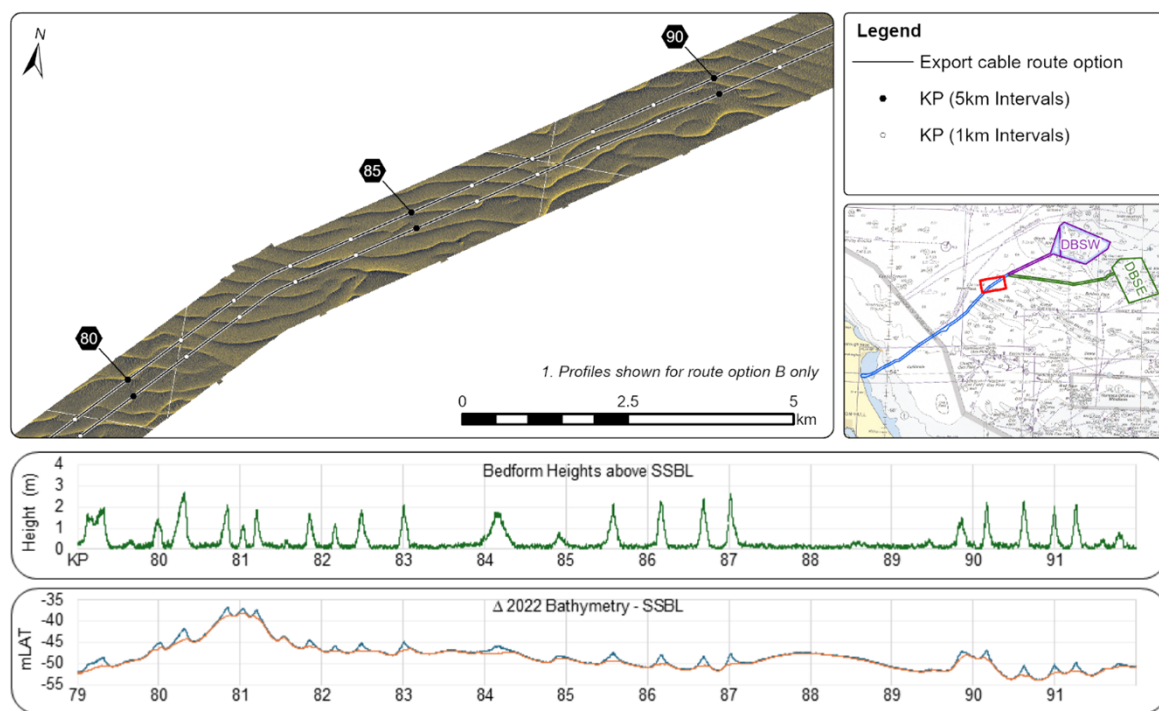 N
90
85
80
1. Profiles shown for route option B only
0 2.5 5
km
Legend
Export cable route option
KP (5km Intervals)
KP (1km Intervals)
DBSW
DBSE
Bedform Heights above SSBL
Height (m)
4
3
2
1
0
KP 80 81 82 83 84 85 86 87 88 89 90 91
Δ 2022 Bathymetry - SSBL
mLAT
-35
-40
-45
-50
-55
79 80 81 82 83 84 85 86 87 88 89 90 91